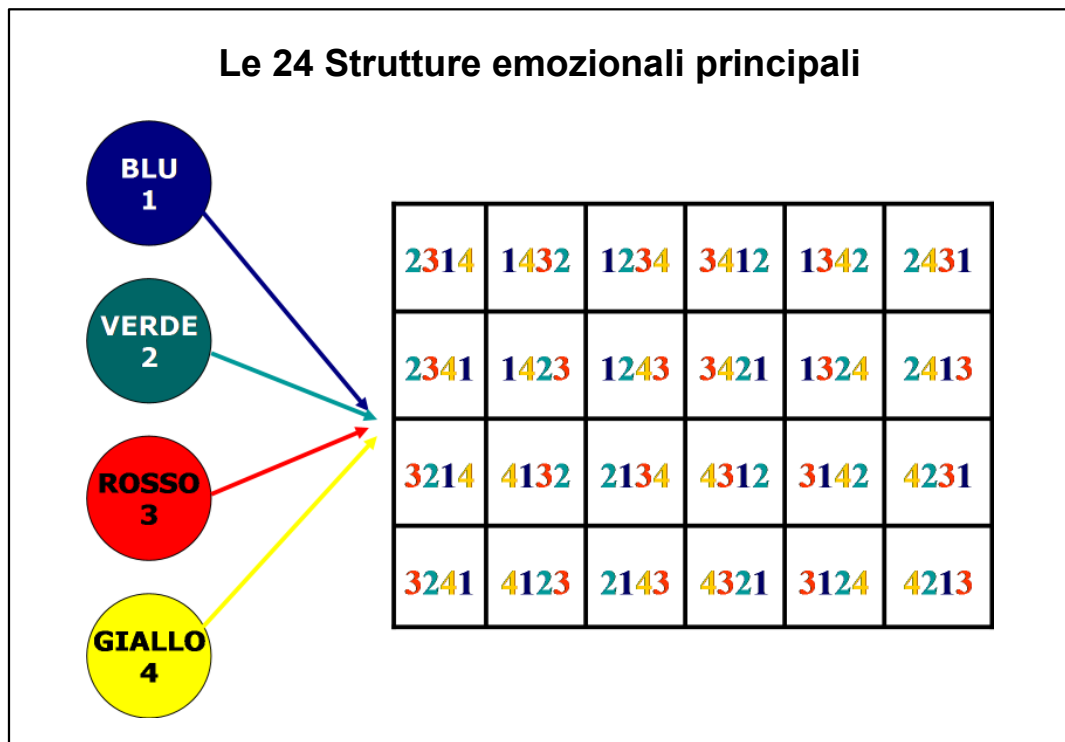 Le 24 Strutture emozionali principali
BLU
1
VERDE
2
ROSSO
3
GIALLO
4
2314 1432 1234 3412 1342 2431
2341 1423 1243 3421 1324 2413
3214 4132 2134 4312 3142 4231
3241 4123 2143 4321 3124 4213